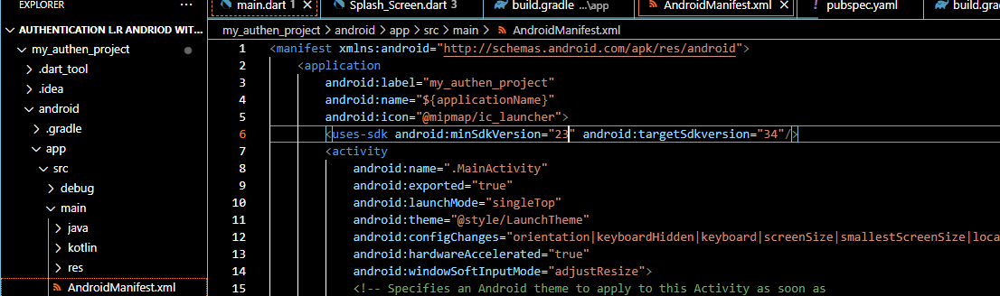 EXPLORER
...
main.dart 1
Splash_Screen.dart 3
build.gradle ...\app
AndroidManifest.xml
pubspec.yaml
build.grad
AUTHENTICATION L.R ANDRIOD WIT...
my_authen_project
.dart_tool
.idea
android
.gradle
app
src
debug
main
java
kotlin
res
AndroidManifest.xml
my_authen_project > android > app > src > main > AndroidManifest.xml
1 <manifest xmlns:android="http://schemas.android.com/apk/res/android">
2 <application
3 android:label="my_authen_project"
4 android:name="${applicationName}"
5 android:icon="@mipmap/ic_launcher">
6 <uses-sdk android:minSdkVersion="23" android:targetSdkversion="34"/>
7 <activity
8 android:name=".MainActivity"
9 android:exported="true"
10 android:launchMode="singleTop"
11 android:theme="@style/LaunchTheme"
12 android:configChanges="orientation|keyboardHidden|keyboard|screenSize|smallestScreenSize|loca
13 android:hardwareAccelerated="true"
14 android:windowSoftInputMode="adjustResize">
15 <!-- Specifies an Android theme to apply to this Activity as soon as